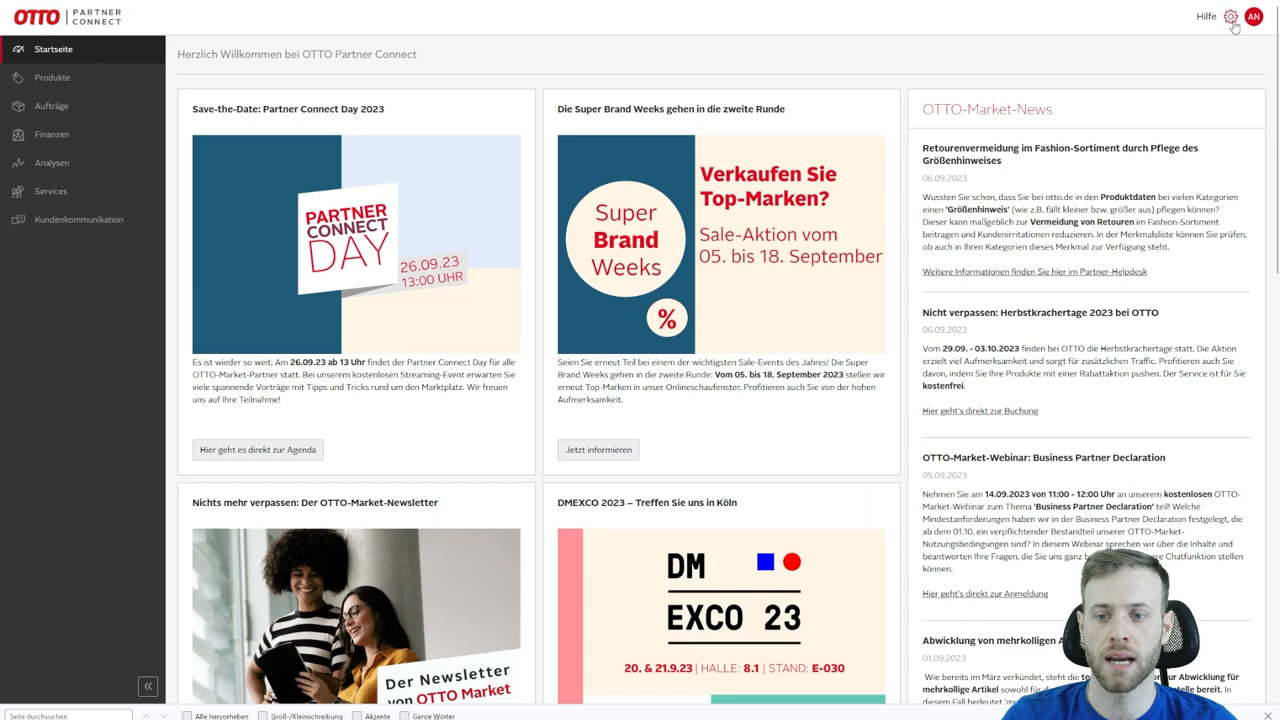 OTTO | PARTNER CONNECT
Hilfe
AN
Startseite
Produkte
Aufträge
Finanzen
Analysen
Services
Kundenkommunikation
Herzlich Willkommen bei OTTO Partner Connect
Save-the-Date: Partner Connect Day 2023
PARTNER
CONNECT
DAY
26.09.23
13:00 UHR
Es ist wieder so weit: Am 26.09.23 ab 13 Uhr findet der Partner Connect Day für alle
OTTO-Market-Partner statt. Bei unserem kostenlosen Streaming-Event erwarten Sie
viele spannende Vorträge mit Tipps und Tricks rund um den Marktplatz. Wir freuen
uns auf Ihre Teilnahme!
Hier geht es direkt zur Agenda
Die Super Brand Weeks gehen in die zweite Runde
Super
Brand
Weeks
%
Verkaufen Sie
Top-Marken?
Sale-Aktion vom
05. bis 18. September
Seien Sie erneut Teil bei einem der wichtigsten Sale-Events des Jahres! Die Super
Brand Weeks gehen in die zweite Runde: Vom 05. bis 18. September 2023 stellen wir
erneut Top-Marken in unser Onlineschaufenster. Profitieren auch Sie von der hohen
Aufmerksamkeit.
Jetzt informieren
Nichts mehr verpassen: Der OTTO-Market-Newsletter
Der Newsletter
von OTTO Market
DMEXCO 2023 – Treffen Sie uns in Köln
DM
EXCO 23
20. & 21.9.23 | HALLE: 8.1 | STAND: E-030
OTTO-Market-News
Retourenvermeidung im Fashion-Sortiment durch Pflege des
Größenhinweises
06.09.2023
Wussten Sie schon, dass Sie bei otto.de in den Produktdaten bei vielen Kategorien
einen 'Größenhinweis' (wie z.B. fällt kleiner bzw. größer aus) pflegen können?
Dieser kann maßgeblich zur Vermeidung von Retouren im Fashion-Sortiment
beitragen und Kundenirritationen reduzieren. In der Merkmalsliste können Sie prüfen,
ob auch in Ihren Kategorien dieses Merkmal zur Verfügung steht.
Weitere Informationen finden Sie hier im Partner-Helpdesk
Nicht verpassen: Herbstkrachertage 2023 bei OTTO
06.09.2023
Vom 29.09. - 03.10.2023 finden bei OTTO die Herbstkrachertage statt. Die Aktion
erzielt viel Aufmerksamkeit und sorgt für zusätzlichen Traffic. Profitieren auch Sie
davon, indem Sie Ihre Produkte mit einer Rabattaktion pushen. Der Service ist für Sie
kostenfrei.
Hier geht's direkt zur Buchung
OTTO-Market-Webinar: Business Partner Declaration
05.09.2023
Nehmen Sie am 14.09.2023 von 11:00 - 12:00 Uhr an unserem kostenlosen OTTO-
Market-Webinar zum Thema 'Business Partner Declaration' teil! Welche
Mindestanforderungen haben wir in der Business Partner Declaration festgelegt, die
ab dem 01.10. ein verpflichtender Bestandteil unserer OTTO-Market-
Nutzungsbedingungen sind? In diesem Webinar sprechen wir über die Inhalte und
beantworten Ihre Fragen, die Sie uns ganz Chatfunktion stellen
können.
Hier geht's direkt zur Anmeldung
Abwicklung von mehrkolligen
01.09.2023
Wie bereits im März verkündet, steht die zur Abwicklung für
mehrkollige Artikel sowohl für bereit. In
Seite durchsuchen
Alle hervorheben
Groß-/Kleinschreibung
Akzente
Ganze Wörter